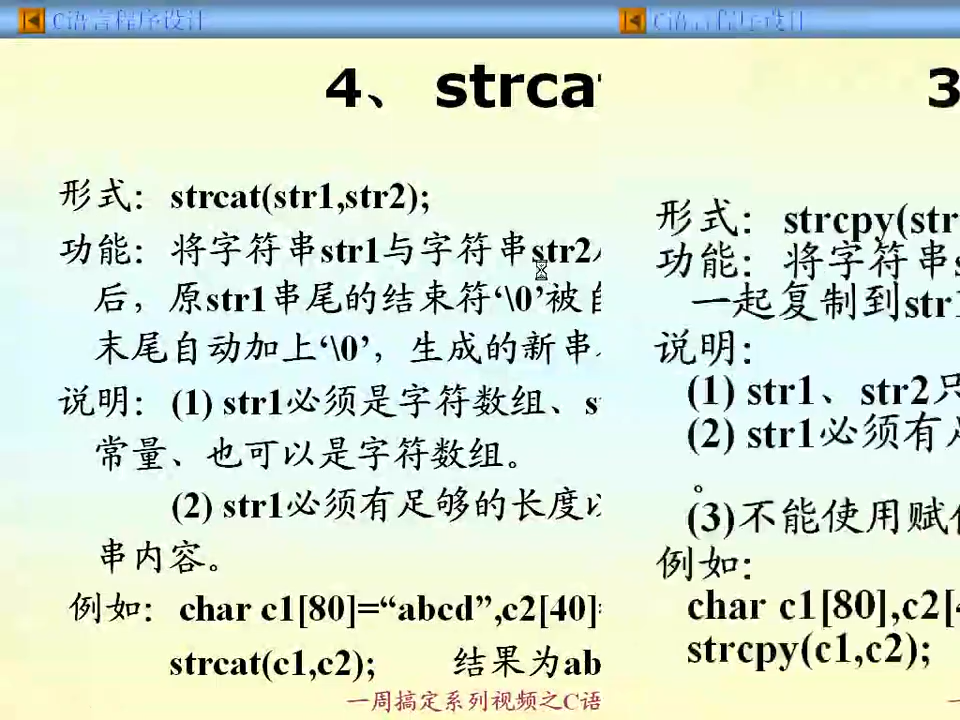 C语言程序设计
4、 strcat
形式：strcat(str1,str2);
功能：将字符串str1与字符串str2
后，原str1串尾的结束符‘\0’被自
末尾自动加上‘\0’，生成的新串
说明：(1) str1必须是字符数组、s
常量、也可以是字符数组。
(2) str1必须有足够的长度以
串内容。
例如：char c1[80]=“abcd”,c2[40]=
strcat(c1,c2);  结果为ab
一周搞定系列视频之C语
C语言程序设计
3
形式：strcpy(str
功能：将字符串s
一起复制到str1
说明：
(1) str1、str2只
(2) str1必须有足
。
(3)不能使用赋值
例如：
char c1[80],c2[4
strcpy(c1,c2);
一